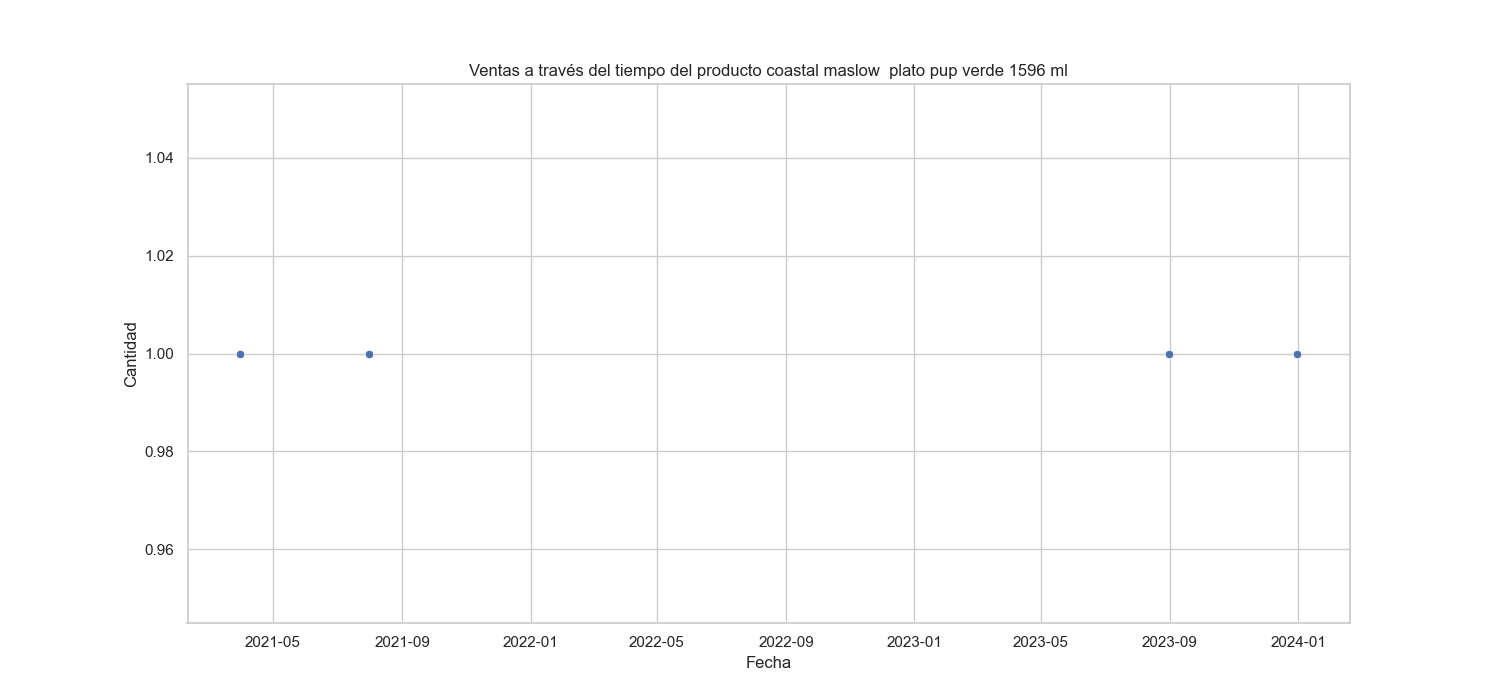 Ventas a través del tiempo del producto coastal maslow  plato pup verde 1596 ml
1.04
1.02
1.00
0.98
0.96
Cantidad
2021-05 2021-09 2022-01 2022-05 2022-09 2023-01 2023-05 2023-09 2024-01
Fecha